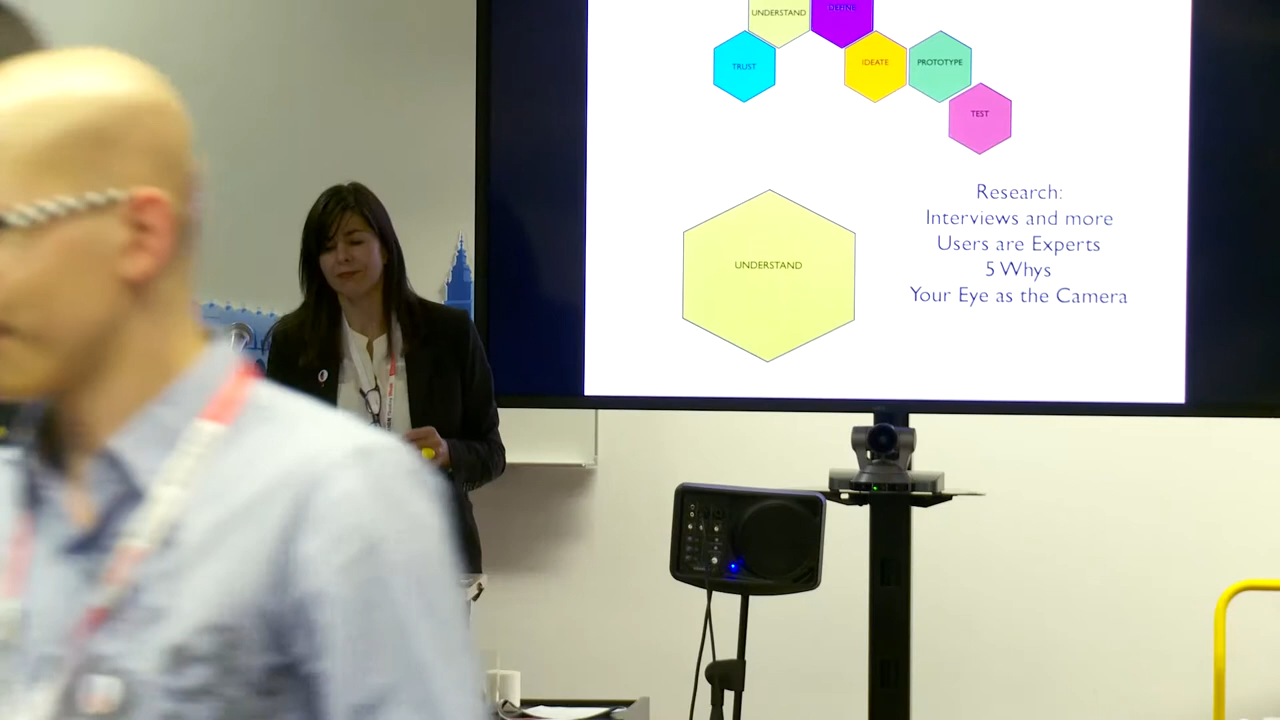 UNDERSTAND
DEFINE
TRUST
IDEATE
PROTOTYPE
TEST
UNDERSTAND
Research:
Interviews and more
Users are Experts
5 Whys
Your Eye as the Camera